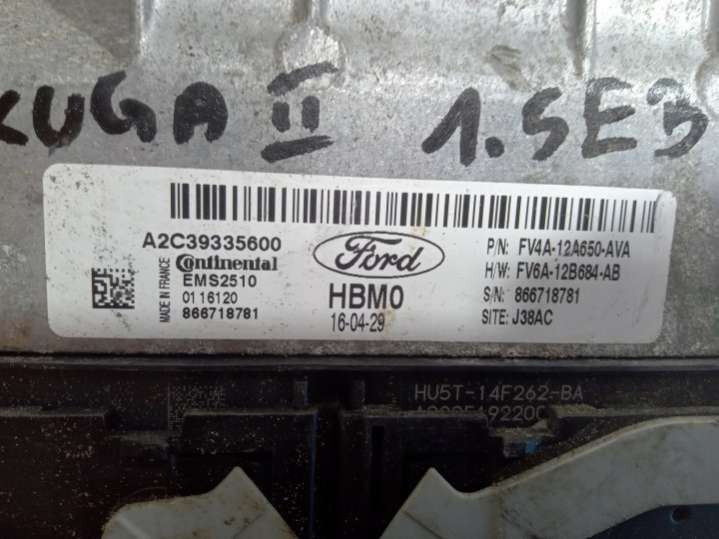 KUGA II 1.5EB
A2C39335600
MADE IN FRANCE
Continental
EMS2510
01 16120
866718781
Ford
HBM0
16-04-29
P/N: FV4A-12A650-AVA
H/W: FV6A-12B684-AB
S/N: 866718781
SITE: J38AC
HU5T-14F262-BA